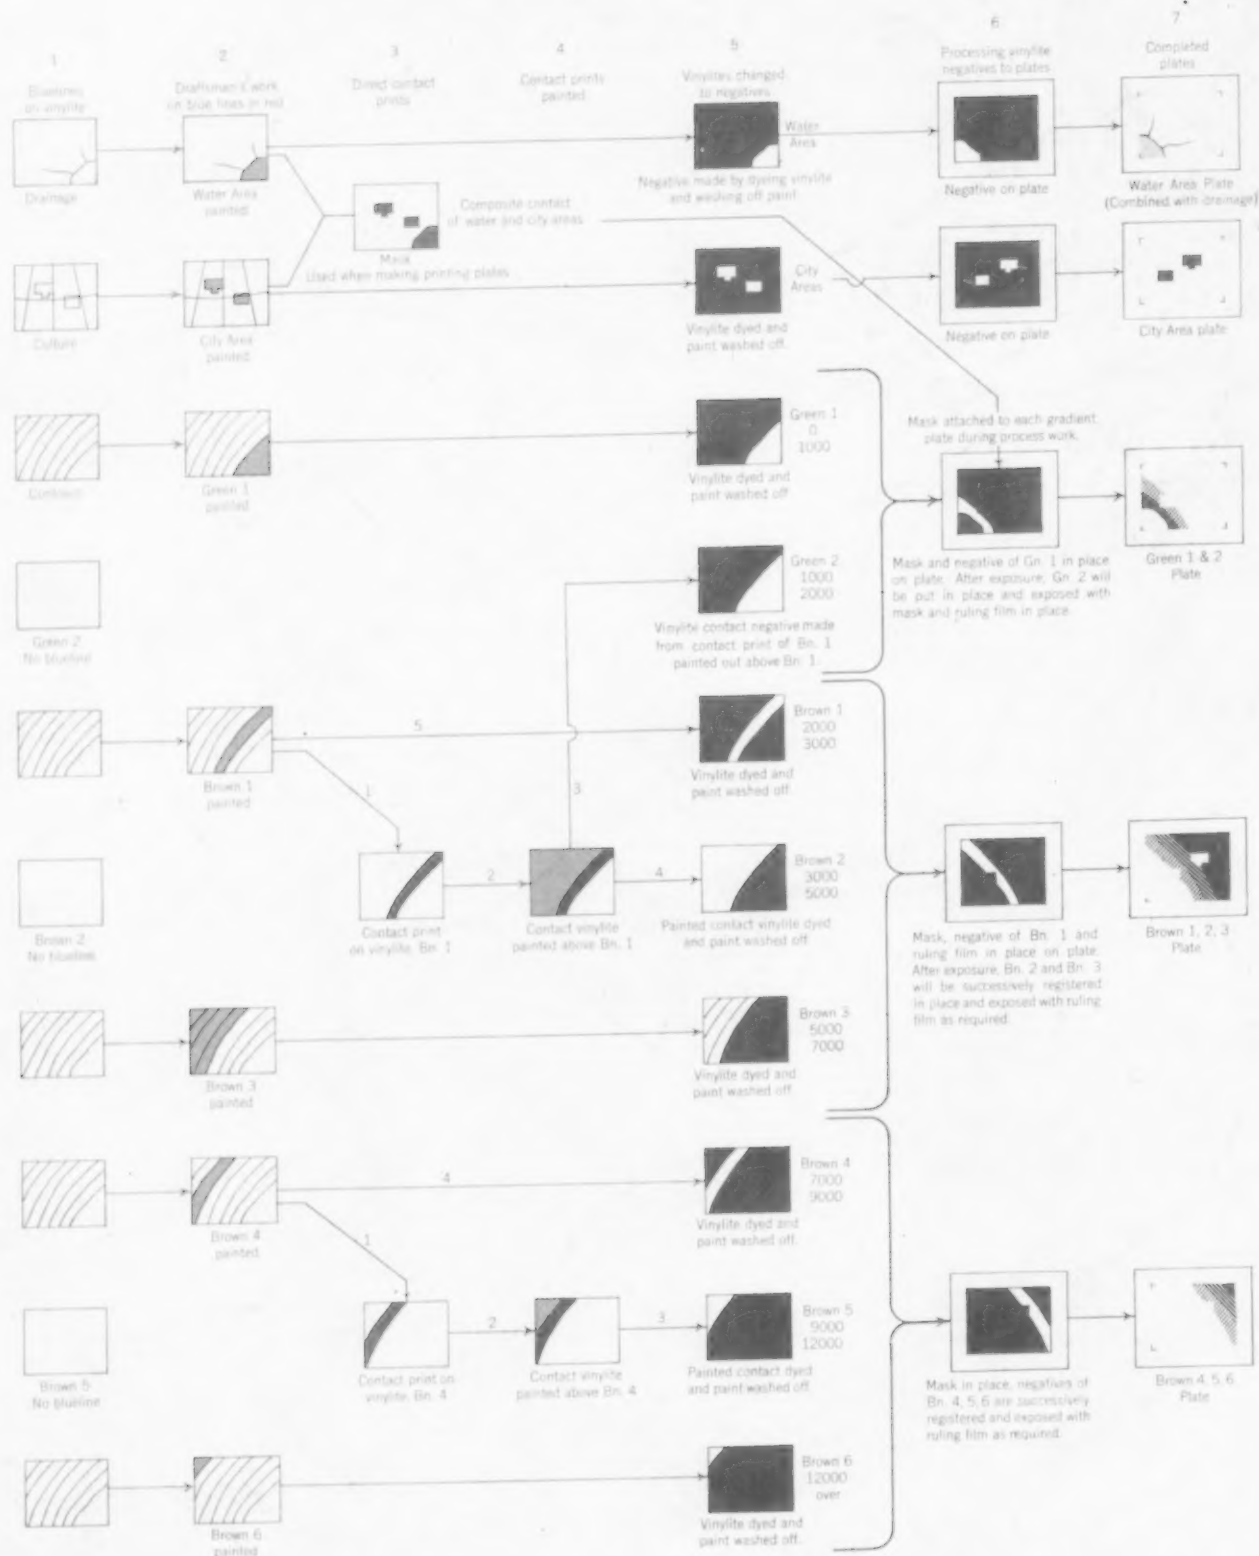 1
Bluelines
on vinylite
2
Draftsman's work
on blue lines in red
3
Direct contact
prints
4
Contact prints
painted
5
Vinylites changed
to negatives
6
Processing vinylite
negatives to plates
7
Completed
plates
Drainage
Water Area
painted
Water
Area
Negative made by dyeing vinylite
and washing off paint
Negative on plate
Water Area Plate
(Combined with drainage)
Composite contact
of water and city areas
Mask
Used when making printing plates
Culture
City Area
painted
City
Areas
Vinylite dyed and
paint washed off.
Negative on plate
City Area plate
Contours
Green 1
painted
Green 1
0
1000
Vinylite dyed and
paint washed off
Mask attached to each gradient
plate during process work.
Mask and negative of Gn. 1 in place
on plate. After exposure, Gn. 2 will
be put in place and exposed with
mask and ruling film in place.
Green 1 & 2
Plate
Green 2
No blueline
Green 2
1000
2000
Vinylite contact negative made
from contact print of Bn. 1
painted out above Bn. 1.
Brown 1
painted
5
1
3
Brown 1
2000
3000
Vinylite dyed and
paint washed off
Brown 2
No blueline
Contact print
on vinylite, Bn. 1
2
Contact vinylite
painted above Bn. 1
4
Brown 2
3000
5000
Painted contact vinylite dyed
and paint washed off
Mask, negative of Bn. 1 and
ruling film in place on plate.
After exposure, Bn. 2 and Bn. 3
will be successively registered
in place and exposed with ruling
film as required.
Brown 1, 2, 3
Plate
Brown 3
painted
Brown 3
5000
7000
Vinylite dyed and
paint washed off.
Brown 4
painted
4
1
Brown 4
7000
9000
Vinylite dyed and
paint washed off.
Brown 5
No blueline
Contact print on
vinylite, Bn. 4
2
Contact vinylite
painted above Bn. 4
3
Brown 5
9000
12000
Painted contact dyed
and paint washed off
Mask in place, negatives of
Bn. 4, 5, 6 are successively
registered and exposed with
ruling film as required.
Brown 4, 5, 6
Plate
Brown 6
painted
Brown 6
12000
over
Vinylite dyed and
paint washed off.